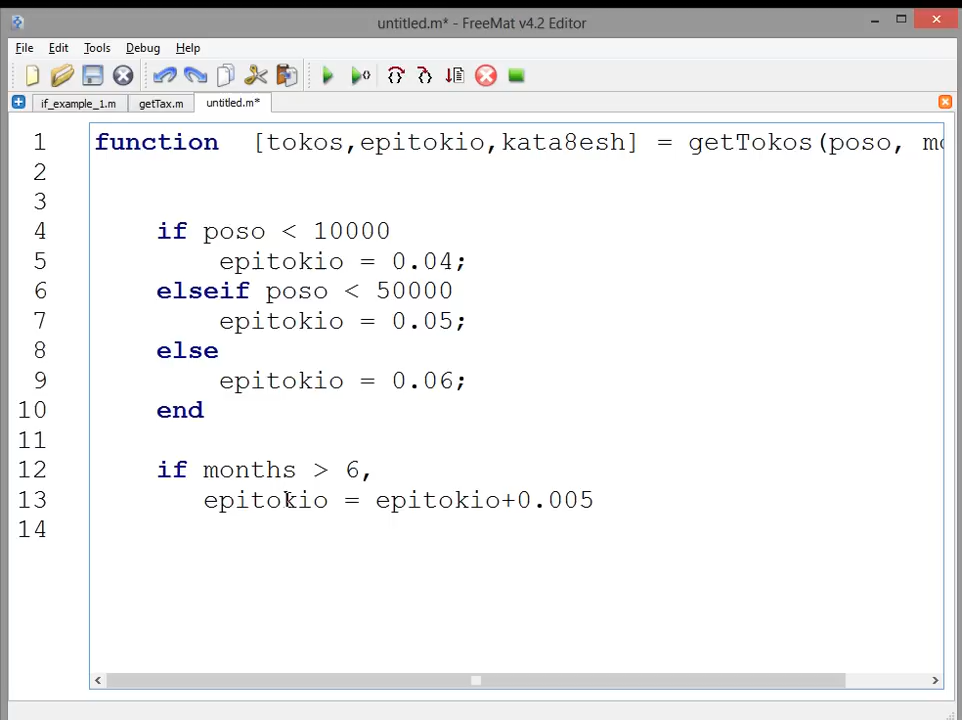 untitled.m* - FreeMat v4.2 Editor
File Edit Tools Debug Help
if_example_1.m getTax.m untitled.m*
1 function [tokos,epitokio,kata8esh] = getTokos(poso, mo
2
3
4 if poso < 10000
5 epitokio = 0.04;
6 elseif poso < 50000
7 epitokio = 0.05;
8 else
9 epitokio = 0.06;
10 end
11
12 if months > 6,
13 epitokio = epitokio+0.005
14